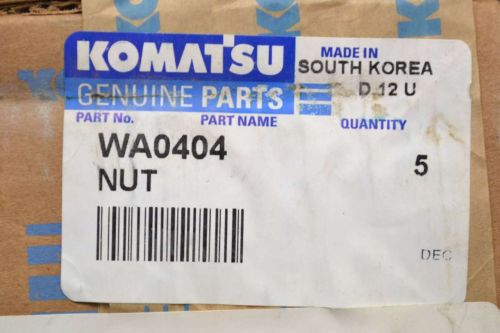 KOMATSU
MADE IN
SOUTH KOREA
GENUINE PARTS
D 12 U
PART No. PART NAME QUANTITY
WA0404
5
NUT
DEC